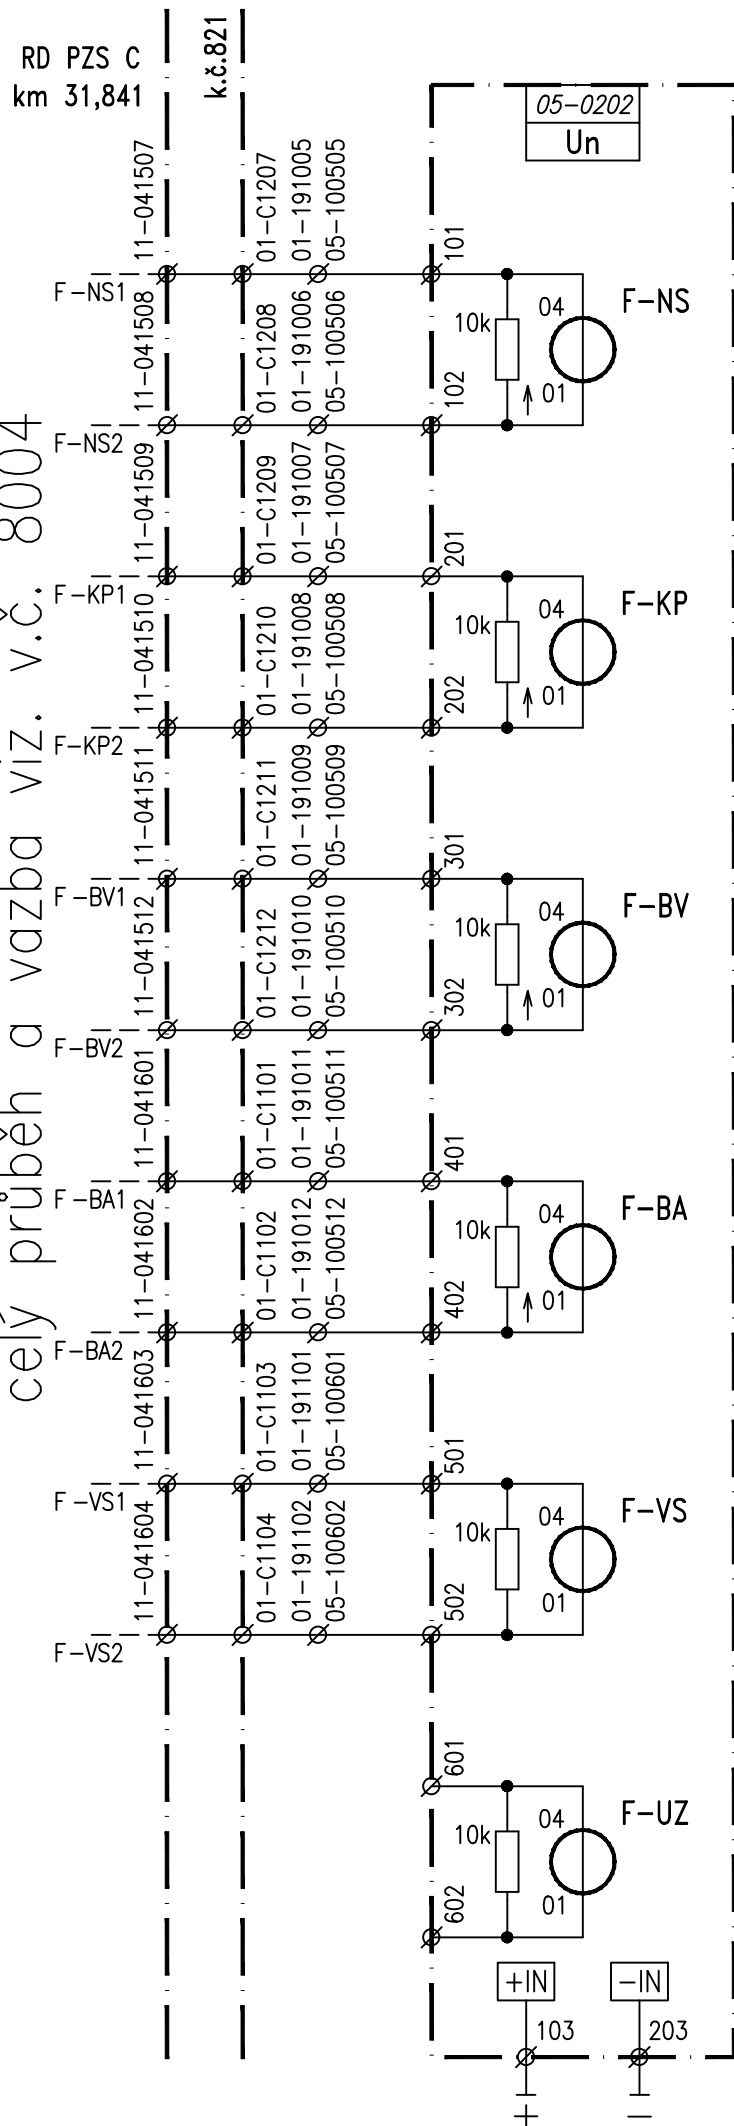 RD PZS C
km 31,841
k.č.821
05-0202
Un
celý průběh a vazba viz. v.č. 8004
11-041507
01-C1207
01-191005
05-100505
101
F-NS1
10k
04
01
F-NS
11-041508
01-C1208
01-191006
05-100506
102
F-NS2
11-041509
01-C1209
01-191007
05-100507
201
F-KP1
10k
04
01
F-KP
11-041510
01-C1210
01-191008
05-100508
202
F-KP2
11-041511
01-C1211
01-191009
05-100509
301
F-BV1
10k
04
01
F-BV
11-041512
01-C1212
01-191010
05-100510
302
F-BV2
11-041601
01-C1101
01-191011
05-100511
401
F-BA1
10k
04
01
F-BA
11-041602
01-C1102
01-191012
05-100512
402
F-BA2
11-041603
01-C1103
01-191101
05-100601
501
F-VS1
10k
04
01
F-VS
11-041604
01-C1104
01-191102
05-100602
502
F-VS2
601
10k
04
01
F-UZ
602
+IN
-IN
103
203
+
−